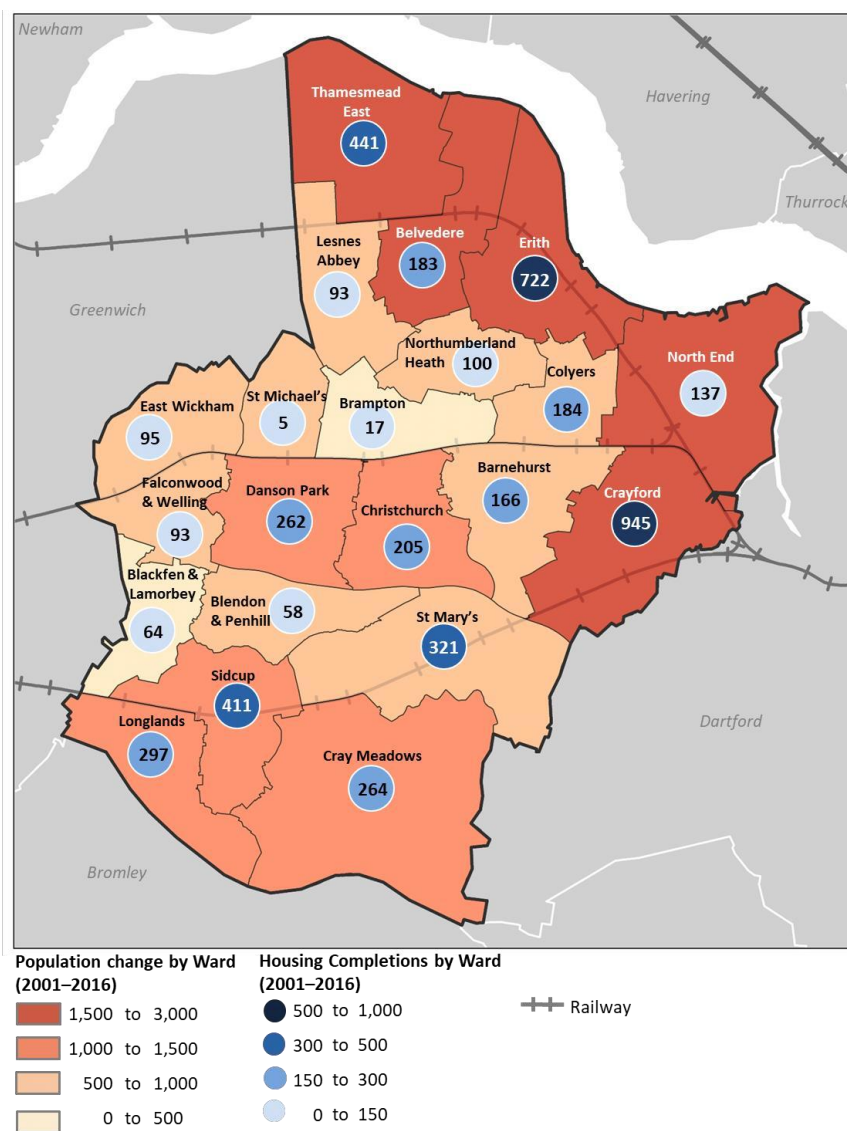 Newham
Havering
Thurrock
Greenwich
Dartford
Bromley
Thamesmead
East
441
Lesnes
Abbey
93
Belvedere
183
Erith
722
Northumberland
Heath
100
Colyers
184
North End
137
East Wickham
95
St Michael's
5
Brampton
17
Falconwood
& Welling
93
Danson Park
262
Christchurch
205
Barnehurst
166
Crayford
945
Blackfen &
Lamorbey
64
Blendon
& Penhill
58
St Mary's
321
Sidcup
411
Longlands
297
Cray Meadows
264
Population change by Ward
(2001–2016)
1,500 to 3,000
1,000 to 1,500
500 to 1,000
0 to 500
Housing Completions by Ward
(2001–2016)
500 to 1,000
300 to 500
150 to 300
0 to 150
Railway